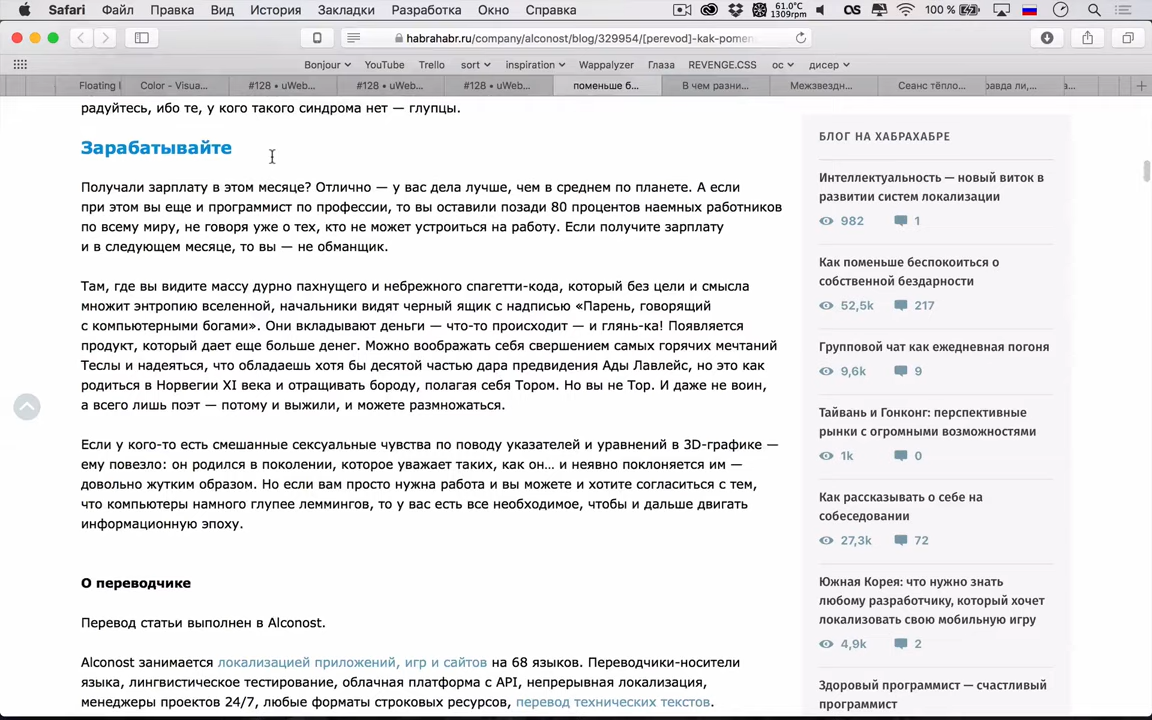 Safari Файл Правка Вид История Закладки Разработка Окно Справка 61.0°C 1309rpm 100 %
habrahabr.ru/company/alconost/blog/329954/[perevod]-kak-pomen
Bonjour YouTube Trello sort inspiration Wappalyzer Глаза REVENGE.CSS ос дисер
Floating Color - Visua... #128 • uWeb... #128 • uWeb... #128 • uWeb... поменьше б... В чем разни... Межзвездн... Сеанс тёпло... равда ли,...
радуйтесь, ибо те, у кого такого синдрома нет — глупцы.
Зарабатывайте
Получали зарплату в этом месяце? Отлично — у вас дела лучше, чем в среднем по планете. А если
при этом вы еще и программист по профессии, то вы оставили позади 80 процентов наемных работников
по всему миру, не говоря уже о тех, кто не может устроиться на работу. Если получите зарплату
и в следующем месяце, то вы — не обманщик.
Там, где вы видите массу дурно пахнущего и небрежного спагетти-кода, который без цели и смысла
множит энтропию вселенной, начальники видят черный ящик с надписью «Парень, говорящий
с компьютерными богами». Они вкладывают деньги — что-то происходит — и глянь-ка! Появляется
продукт, который дает еще больше денег. Можно воображать себя свершением самых горячих мечтаний
Теслы и надеяться, что обладаешь хотя бы десятой частью дара предвидения Ады Лавлейс, но это как
родиться в Норвегии XI века и отращивать бороду, полагая себя Тором. Но вы не Тор. И даже не воин,
а всего лишь поэт — потому и выжили, и можете размножаться.
Если у кого-то есть смешанные сексуальные чувства по поводу указателей и уравнений в 3D-графике —
ему повезло: он родился в поколении, которое уважает таких, как он... и неявно поклоняется им —
довольно жутким образом. Но если вам просто нужна работа и вы можете и хотите согласиться с тем,
что компьютеры намного глупее леммингов, то у вас есть все необходимое, чтобы и дальше двигать
информационную эпоху.
О переводчике
Перевод статьи выполнен в Alconost.
Alconost занимается локализацией приложений, игр и сайтов на 68 языков. Переводчики-носители
языка, лингвистическое тестирование, облачная платформа с API, непрерывная локализация,
менеджеры проектов 24/7, любые форматы строковых ресурсов, перевод технических текстов.
БЛОГ НА ХАБРАХАБРЕ
Интеллектуальность — новый виток в
развитии систем локализации
982 1
Как поменьше беспокоиться о
собственной бездарности
52,5k 217
Групповой чат как ежедневная погоня
9,6k 9
Тайвань и Гонконг: перспективные
рынки с огромными возможностями
1k 0
Как рассказывать о себе на
собеседовании
27,3k 72
Южная Корея: что нужно знать
любому разработчику, который хочет
локализовать свою мобильную игру
4,9k 2
Здоровый программист — счастливый
программист